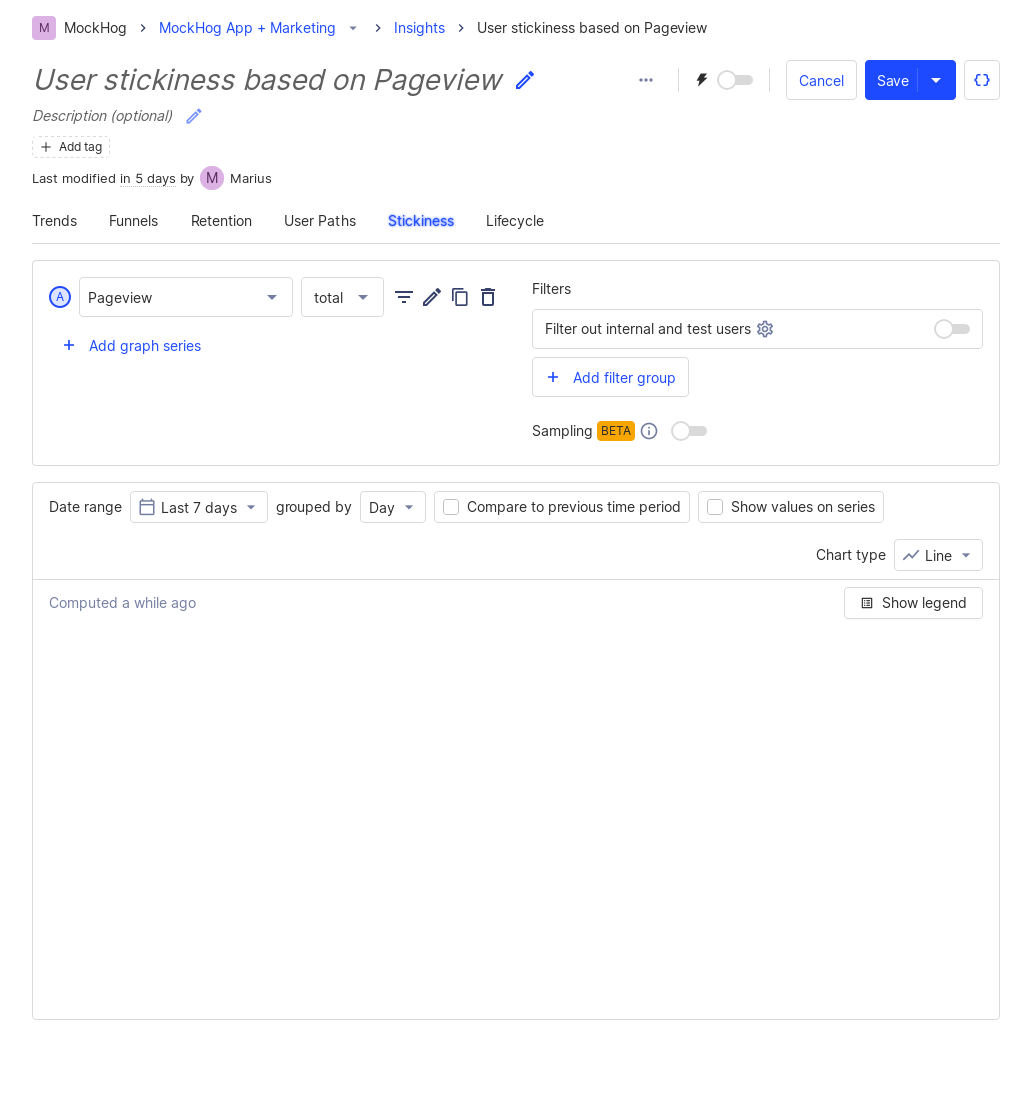 M MockHog MockHog App + Marketing Insights User stickiness based on Pageview
User stickiness based on Pageview Cancel Save
Description (optional)
Add tag
Last modified in 5 days by M Marius
Trends Funnels Retention User Paths Stickiness Lifecycle
A Pageview total
Add graph series
Filters
Filter out internal and test users
Add filter group
Sampling BETA
Date range Last 7 days grouped by Day Compare to previous time period Show values on series
Chart type Line
Computed a while ago Show legend